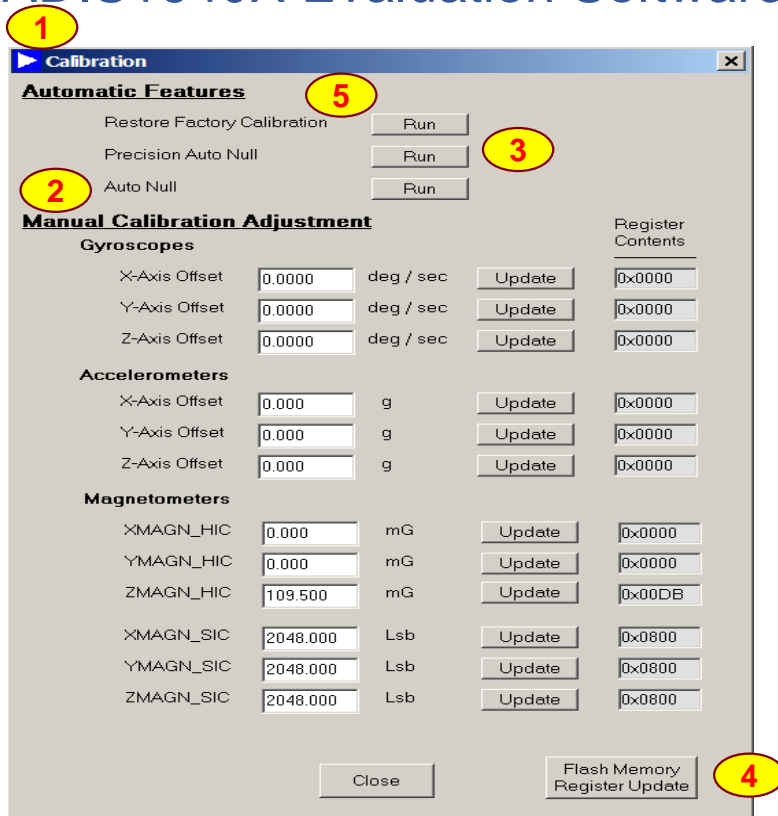 1
Calibration
Automatic Features
5
Restore Factory Calibration Run
Precision Auto Null Run
3
2
Auto Null Run
Manual Calibration Adjustment
Register
Contents
Gyroscopes
X-Axis Offset 0.0000 deg / sec Update 0x0000
Y-Axis Offset 0.0000 deg / sec Update 0x0000
Z-Axis Offset 0.0000 deg / sec Update 0x0000
Accelerometers
X-Axis Offset 0.000 g Update 0x0000
Y-Axis Offset 0.000 g Update 0x0000
Z-Axis Offset 0.000 g Update 0x0000
Magnetometers
XMAGN_HIC 0.000 mG Update 0x0000
YMAGN_HIC 0.000 mG Update 0x0000
ZMAGN_HIC 109.500 mG Update 0x00DB
XMAGN_SIC 2048.000 Lsb Update 0x0800
YMAGN_SIC 2048.000 Lsb Update 0x0800
ZMAGN_SIC 2048.000 Lsb Update 0x0800
Close
Flash Memory
Register Update
4